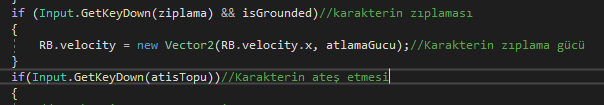 if (Input.GetKeyDown(ziplama) && isGrounded)//karakterin zıplaması
{
RB.velocity = new Vector2(RB.velocity.x, atlamaGucu);//Karakterin zıplama gücü
}
if(Input.GetKeyDown(atisTopu))//Karakterin ateş etmesi
{